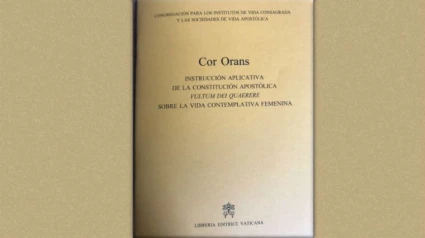 CONGREGACIÓN PARA LOS INSTITUTOS DE VIDA CONSAGRADA
Y LAS SOCIEDADES DE VIDA APOSTÓLICA
Cor Orans
INSTRUCCIÓN APLICATIVA
DE LA CONSTITUCIÓN APOSTÓLICA
VULTUM DEI QUAERERE
SOBRE LA VIDA CONTEMPLATIVA FEMENINA
LIBRERIA EDITRICE VATICANA